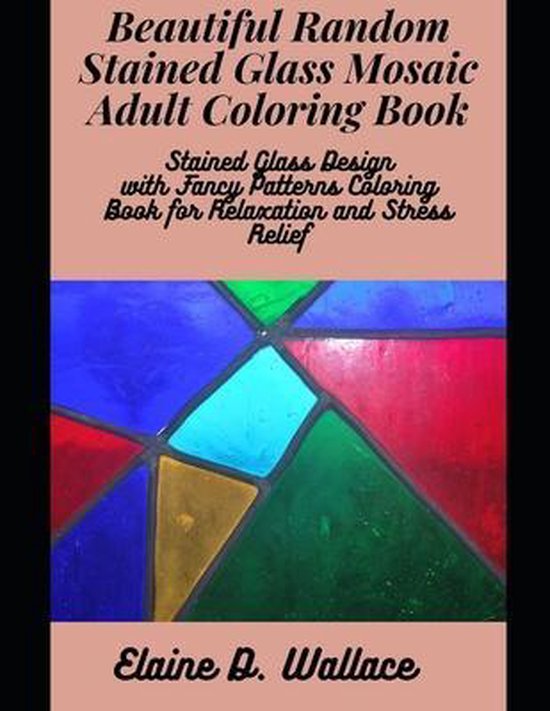 Beautiful Random
Stained Glass Mosaic
Adult Coloring Book
Stained Glass Design
with Fancy Patterns Coloring
Book for Relaxation and Stress
Relief
Elaine D. Wallace